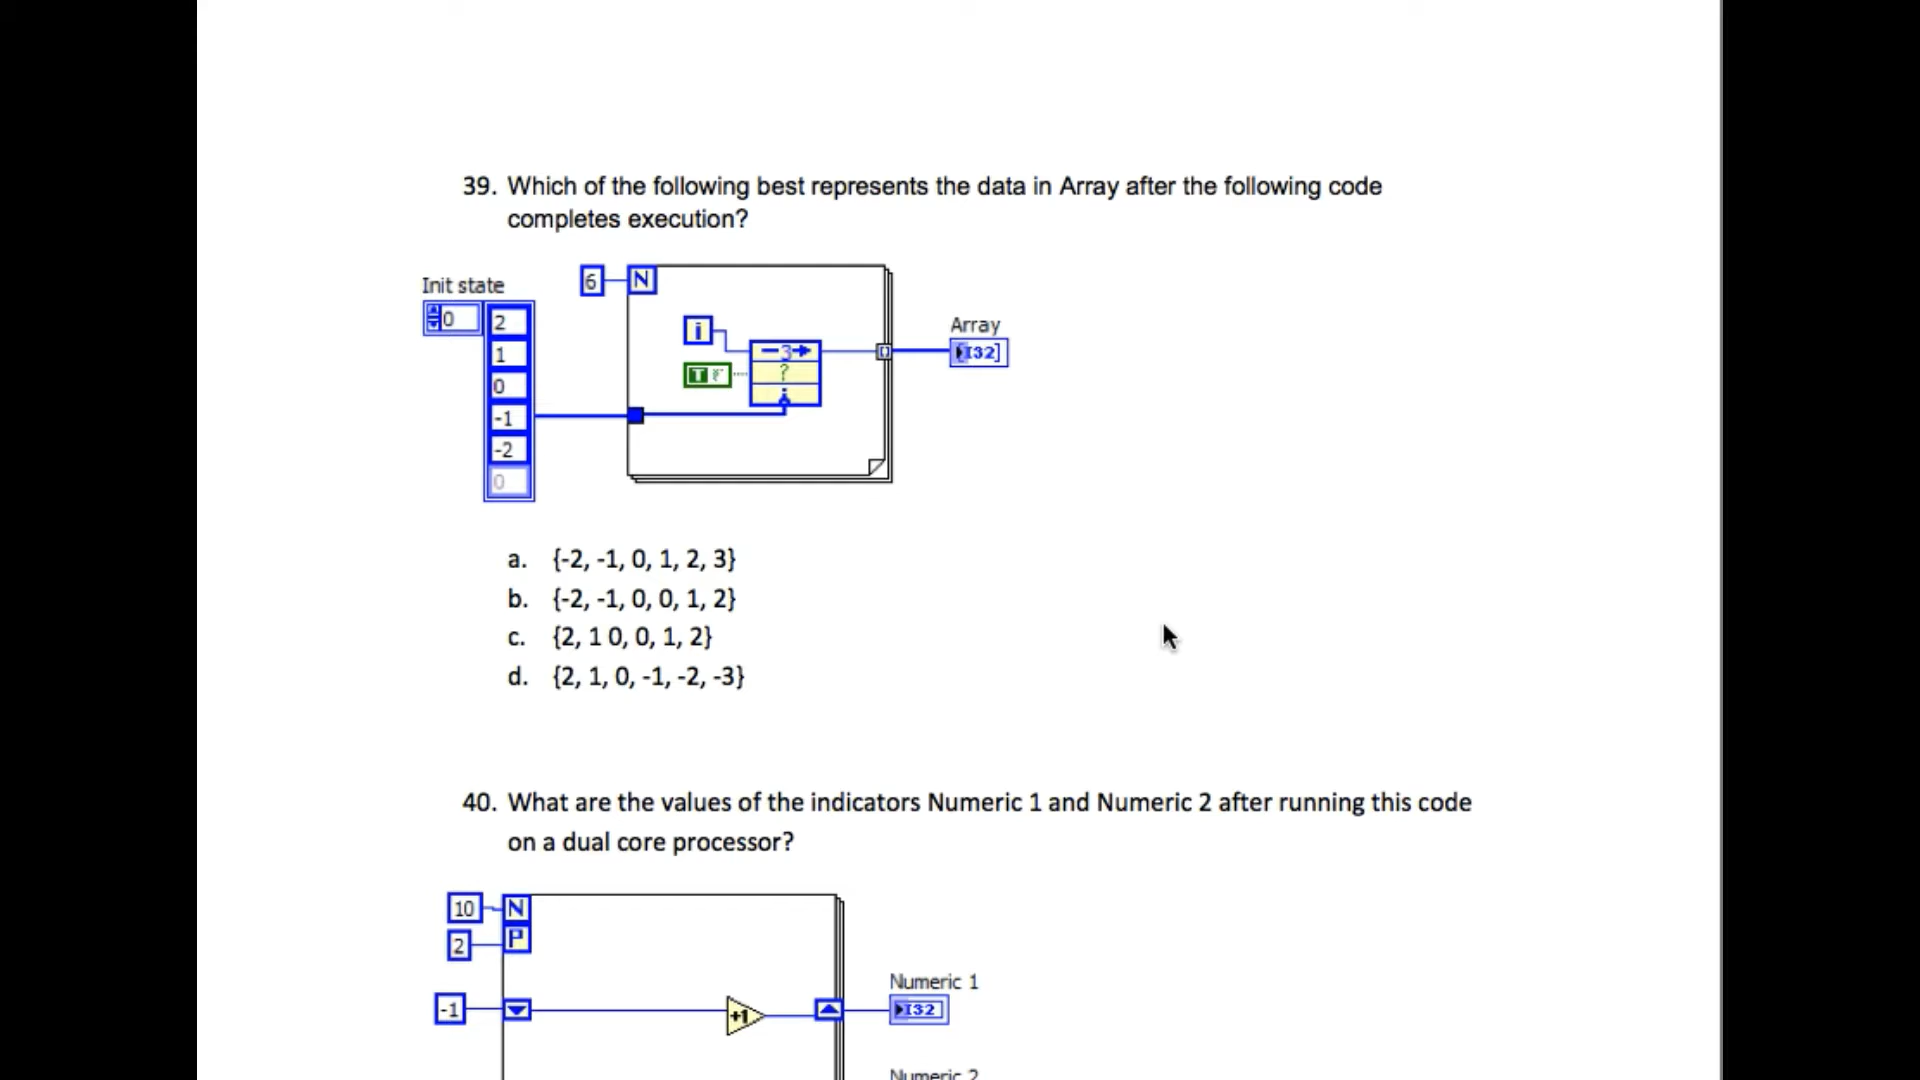 39. Which of the following best represents the data in Array after the following code
completes execution?
Init state
0
2
1
0
-1
-2
0
6
N
i
T F
3
?
i
Array
[I32]
a. {-2, -1, 0, 1, 2, 3}
b. {-2, -1, 0, 0, 1, 2}
c. {2, 1 0, 0, 1, 2}
d. {2, 1, 0, -1, -2, -3}
40. What are the values of the indicators Numeric 1 and Numeric 2 after running this code
on a dual core processor?
10
N
2
P
-1
+1
Numeric 1
I32
Numeric 2